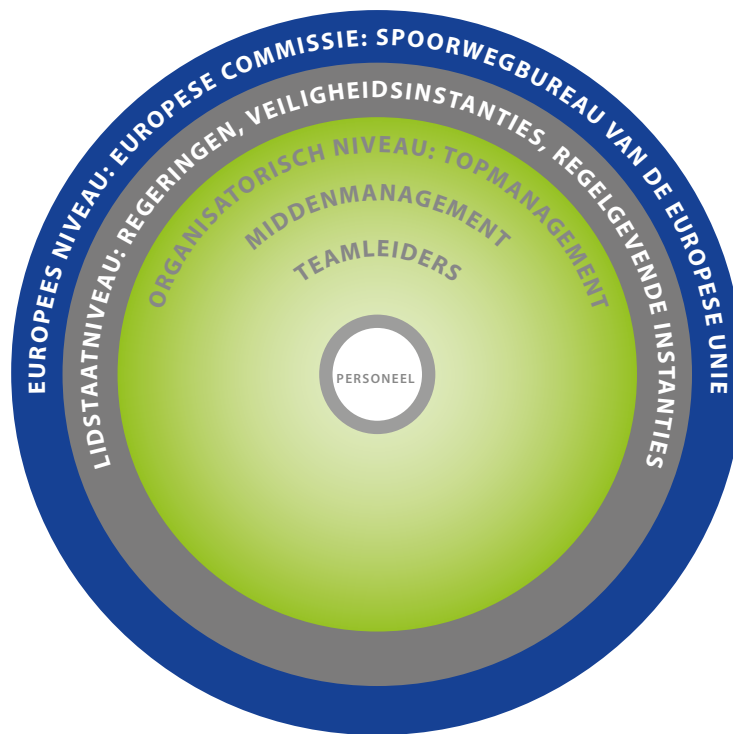 EUROPEES NIVEAU: EUROPESE COMMISSIE: SPOORWEGBUREAU VAN DE EUROPESE UNIE
LIDSTAATNIVEAU: REGERINGEN, VEILIGHEIDSINSTANTIES, REGELGEVENDE INSTANTIES
ORGANISATORISCH NIVEAU: TOPMANAGEMENT
MIDDENMANAGEMENT
TEAMLEIDERS
PERSONEEL